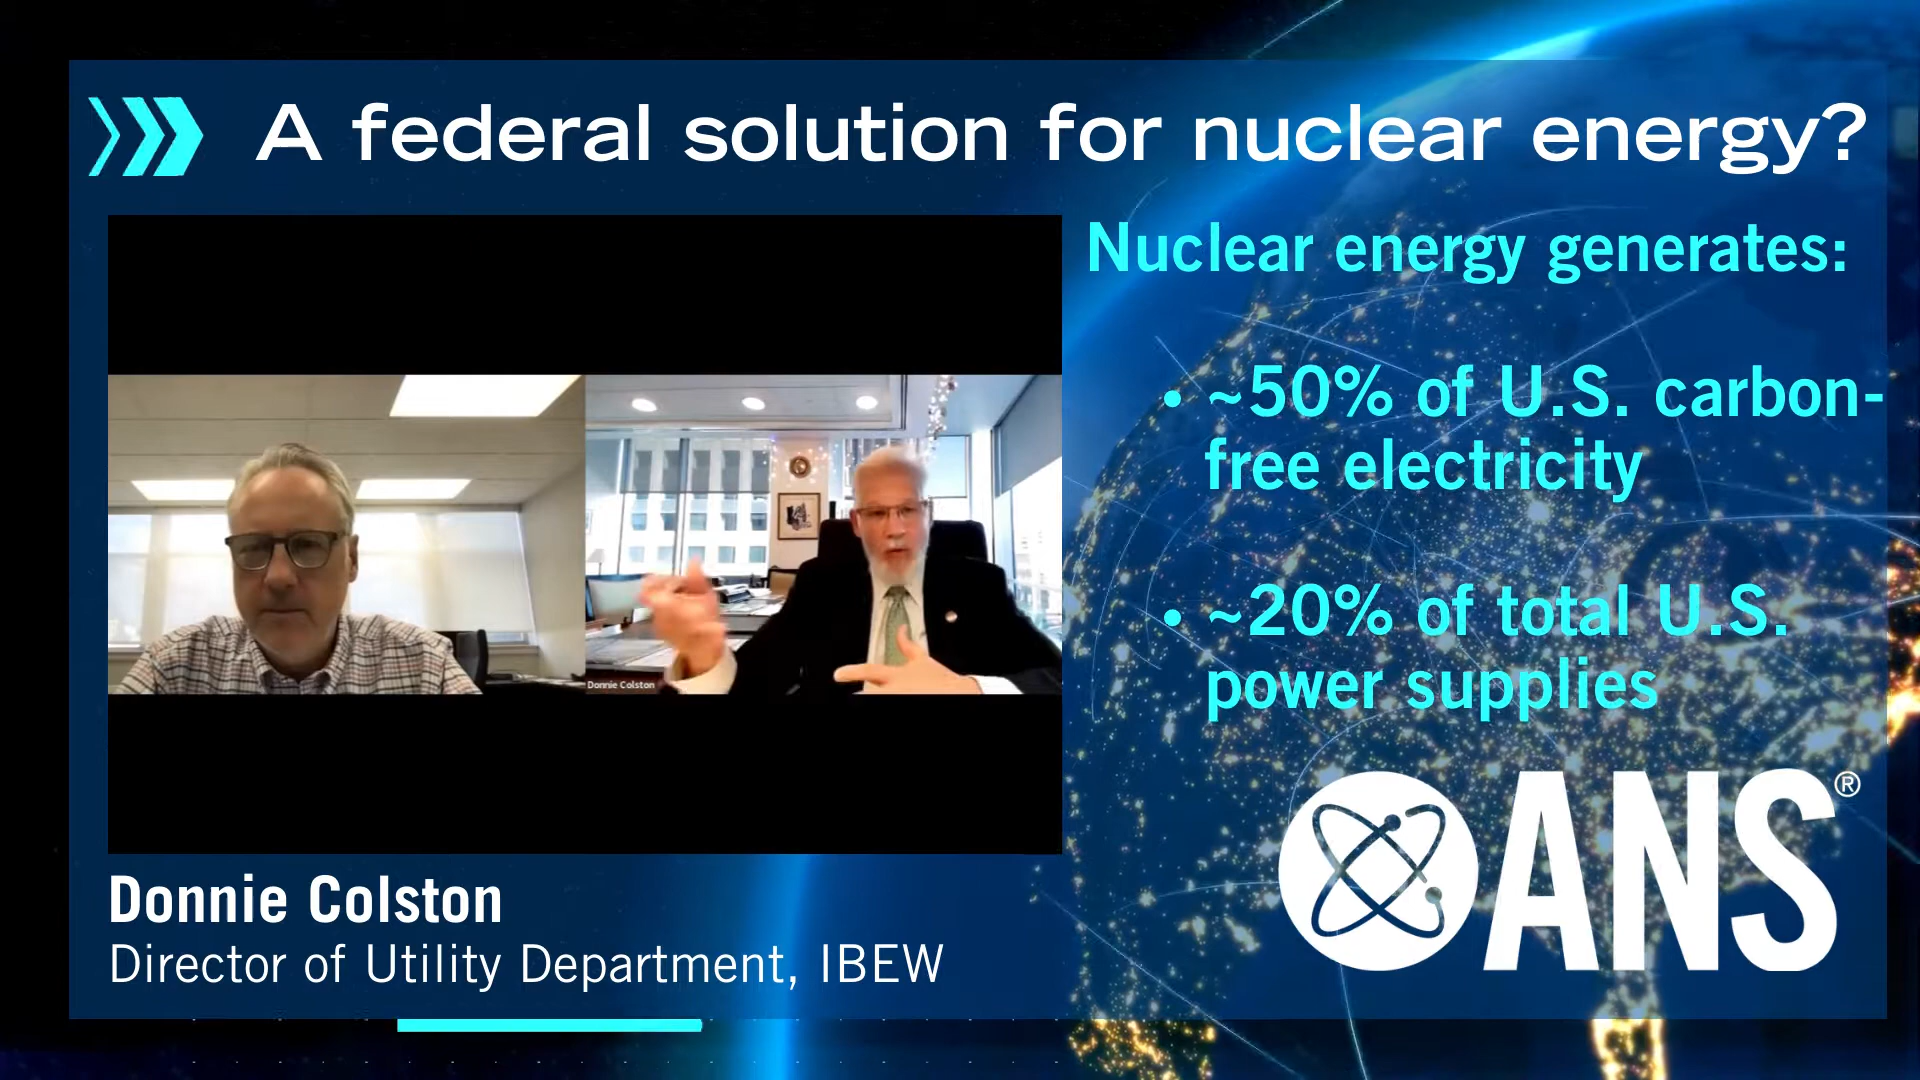 A federal solution for nuclear energy?
Nuclear energy generates:
• ~50% of U.S. carbon-
free electricity
• ~20% of total U.S.
power supplies
Donnie Colston
ANS®
Donnie Colston
Director of Utility Department, IBEW